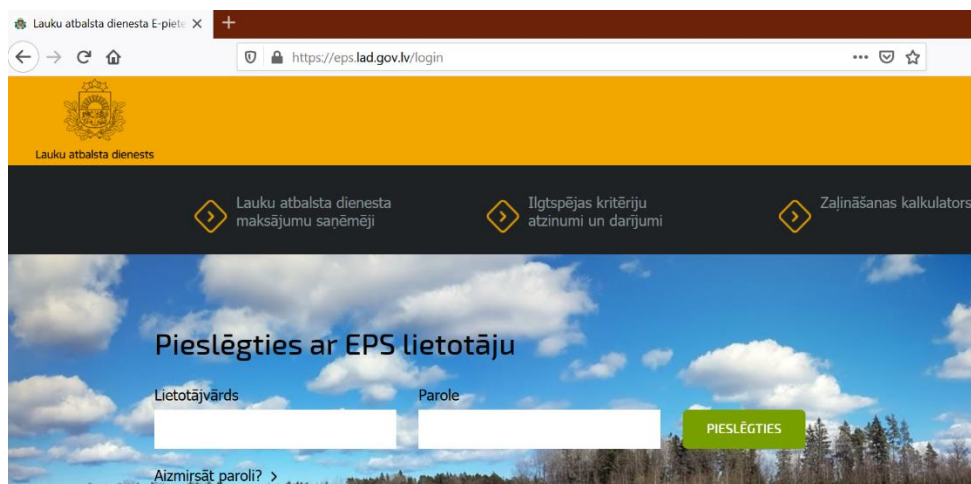 Lauku atbalsta dienesta E-piete
https://eps.lad.gov.lv/login
Lauku atbalsta dienests
Lauku atbalsta dienesta
maksājumu saņēmēji
Ilgtspējas kritēriju
atzinumi un darījumi
Zaļināšanas kalkulators
Pieslēgties ar EPS lietotāju
Lietotājvārds Parole
PIESLĒGTIES
Aizmirsāt paroli?